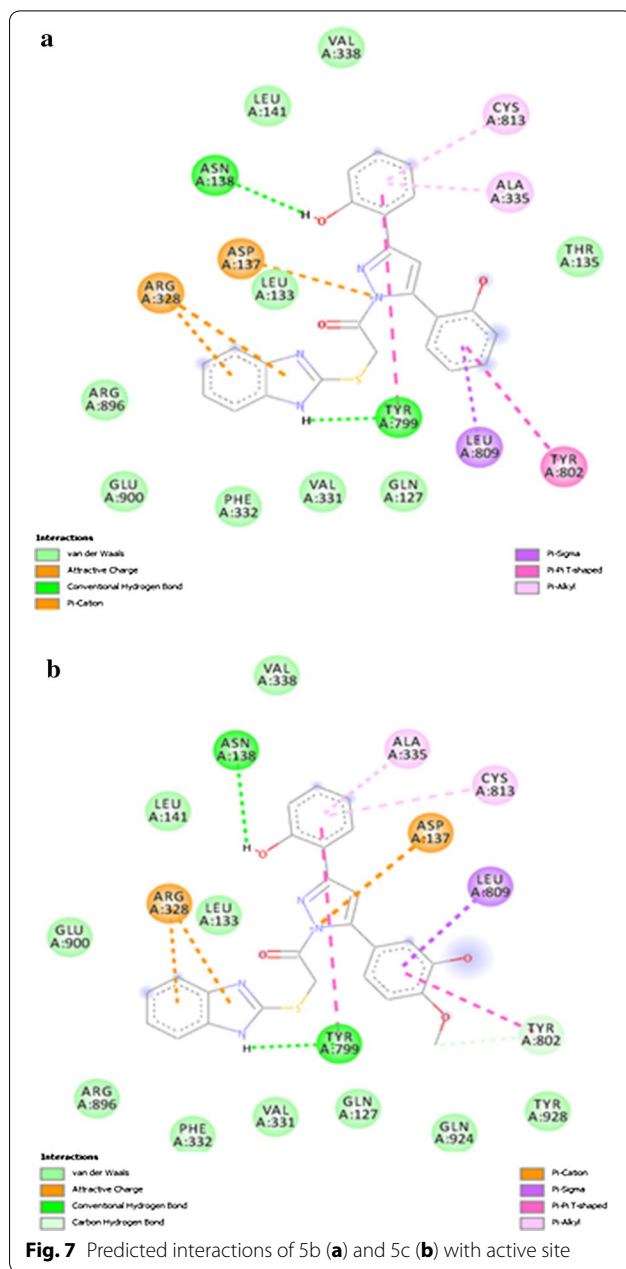 a
VAL
A:338
LEU
A:141
CYS
A:813
ASN
A:138
ALA
A:335
H O
ASP
A:137
THR
A:135
ARG
A:328
LEU
A:133
N
N
O
O
N
S
N
H
ARG
A:896
TYR
A:799
LEU
A:809
TYR
A:802
GLU
A:900
PHE
A:332
VAL
A:331
GLN
A:127
Interactions
van der Waals
Attractive Charge
Conventional Hydrogen Bond
Pi-Cation
Pi-Sigma
Pi-Pi T-shaped
Pi-Alkyl
b
VAL
A:338
ASN
A:138
ALA
A:335
CYS
A:813
LEU
A:141
ASP
A:137
H O
LEU
A:809
ARG
A:328
LEU
A:133
GLU
A:900
N
N
O
O
N
S
O
N
H
TYR
A:799
TYR
A:802
ARG
A:896
PHE
A:332
VAL
A:331
GLN
A:127
GLN
A:924
TYR
A:928
Interactions
van der Waals
Attractive Charge
Conventional Hydrogen Bond
Carbon Hydrogen Bond
Pi-Cation
Pi-Sigma
Pi-Pi T-shaped
Pi-Alkyl
Fig. 7 Predicted interactions of 5b (a) and 5c (b) with active site